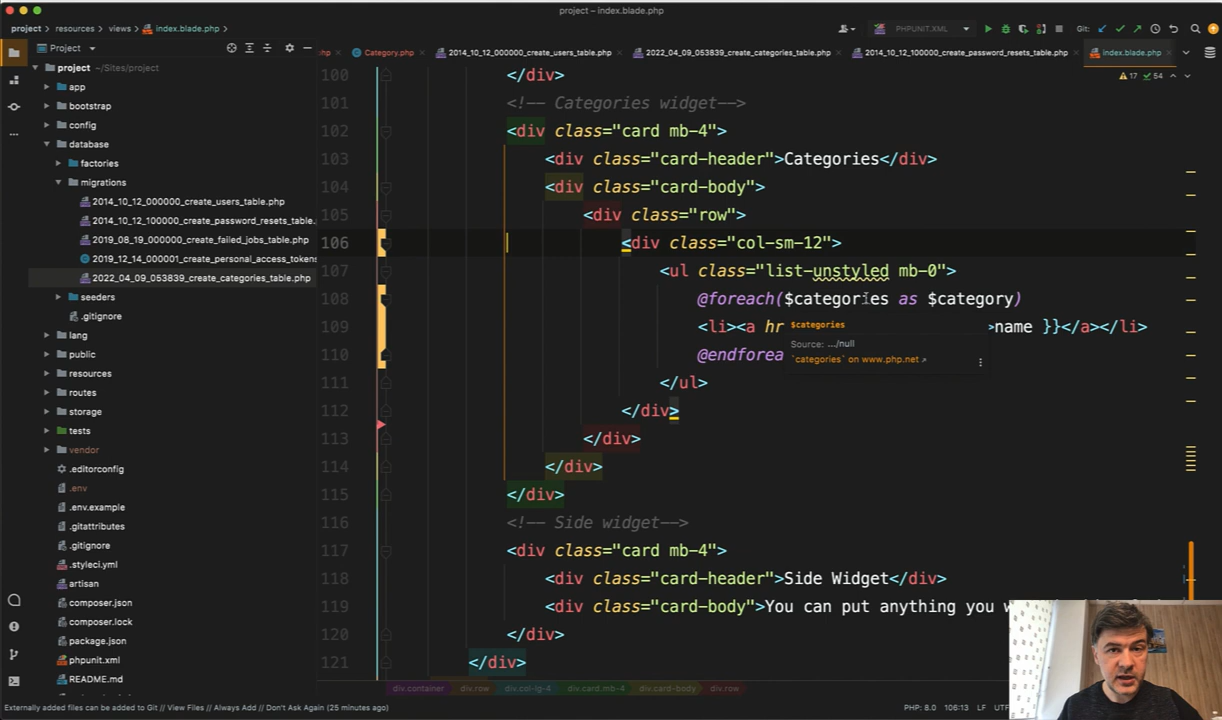 project – index.blade.php
project
resources
views
index.blade.php
PHPUNIT.XML
Git:
Project
hp
Category.php
2014_10_12_000000_create_users_table.php
2022_04_09_053839_create_categories_table.php
2014_10_12_100000_create_password_resets_table.php
index.blade.php
17
54
project ~/Sites/project
app
bootstrap
config
database
factories
migrations
2014_10_12_000000_create_users_table.php
2014_10_12_100000_create_password_resets_table.
2019_08_19_000000_create_failed_jobs_table.php
2019_12_14_000001_create_personal_access_tokens
2022_04_09_053839_create_categories_table.php
seeders
.gitignore
lang
public
resources
routes
storage
tests
vendor
.editorconfig
.env
.env.example
.gitattributes
.gitignore
.styleci.yml
artisan
composer.json
composer.lock
package.json
phpunit.xml
README.md
100 </div>
101 <!-- Categories widget-->
102 <div class="card mb-4">
103 <div class="card-header">Categories</div>
104 <div class="card-body">
105 <div class="row">
106 <div class="col-sm-12">
107 <ul class="list-unstyled mb-0">
108 @foreach($categories as $category)
109 <li><a hr >name }}</a></li>
110 @endforea
111 </ul>
112 </div>
113 </div>
114 </div>
115 </div>
116 <!-- Side widget-->
117 <div class="card mb-4">
118 <div class="card-header">Side Widget</div>
119 <div class="card-body">You can put anything you w
120 </div>
121 </div>
$categories
Source: .../null
`categories` on www.php.net ↗
div.container
div.row
div.col-lg-4
div.card.mb-4
div.card-body
div.row
Externally added files can be added to Git // View Files // Always Add // Don't Ask Again (25 minutes ago)
PHP: 8.0
106:13
LF